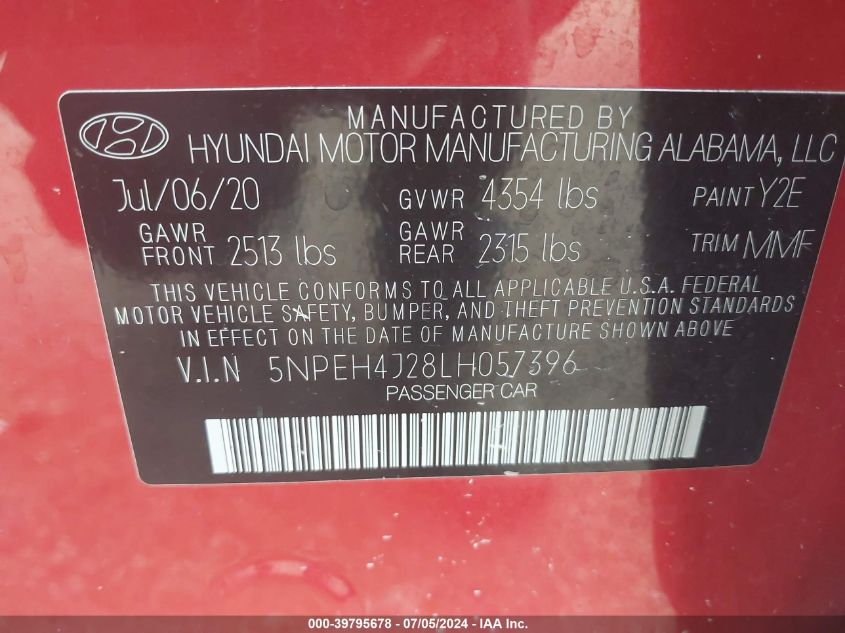 MANUFACTURED BY
HYUNDAI MOTOR MANUFACTURING ALABAMA, LLC
Jul/06/20 GVWR 4354 lbs PAINT Y2E
GAWR FRONT 2513 lbs GAWR REAR 2315 lbs TRIM MMF
THIS VEHICLE CONFORMS TO ALL APPLICABLE U.S.A. FEDERAL
MOTOR VEHICLE SAFETY, BUMPER, AND THEFT PREVENTION STANDARDS
IN EFFECT ON THE DATE OF MANUFACTURE SHOWN ABOVE
V.I.N 5NPEH4J28LH057396
PASSENGER CAR
000-39795678 - 07/05/2024 - IAA Inc.